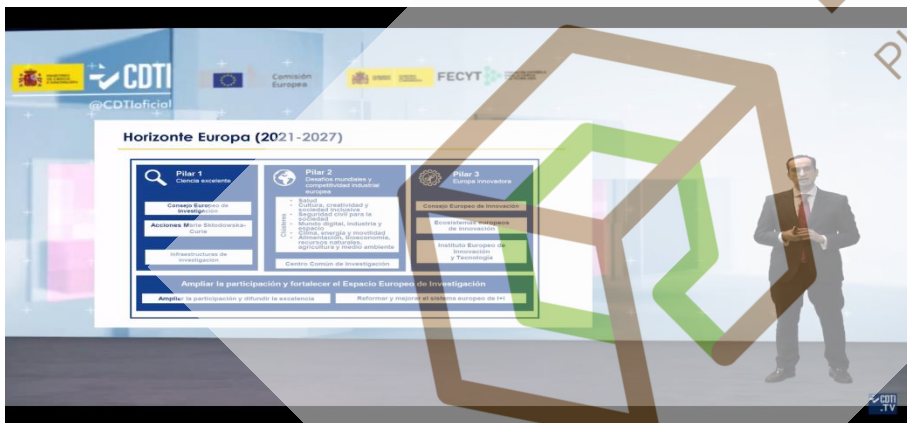 CDTI
@CDTIoficial
Comisión
Europea
FECYT
Horizonte Europa (2021-2027)
Pilar 1
Ciencia excelente
Consejo Europeo de
Investigación
Acciones Marie Skłodowska-
Curie
Infraestructuras de
investigación
Pilar 2
Desafíos mundiales y
competitividad industrial
europea
Clústeres
• Salud
• Cultura, creatividad y
sociedad inclusiva
• Seguridad civil para la
sociedad
• Mundo digital, industria y
espacio
• Clima, energía y movilidad
• Alimentación, bioeconomía,
recursos naturales,
agricultura y medio ambiente
Centro Común de Investigación
Pilar 3
Europa innovadora
Consejo Europeo de Innovación
Ecosistemas europeos
de innovación
Instituto Europeo de
Innovación
y Tecnología
Ampliar la participación y fortalecer el Espacio Europeo de Investigación
Ampliar la participación y difundir la excelencia
Reformar y mejorar el sistema europeo de I+I
CDTI
.TV